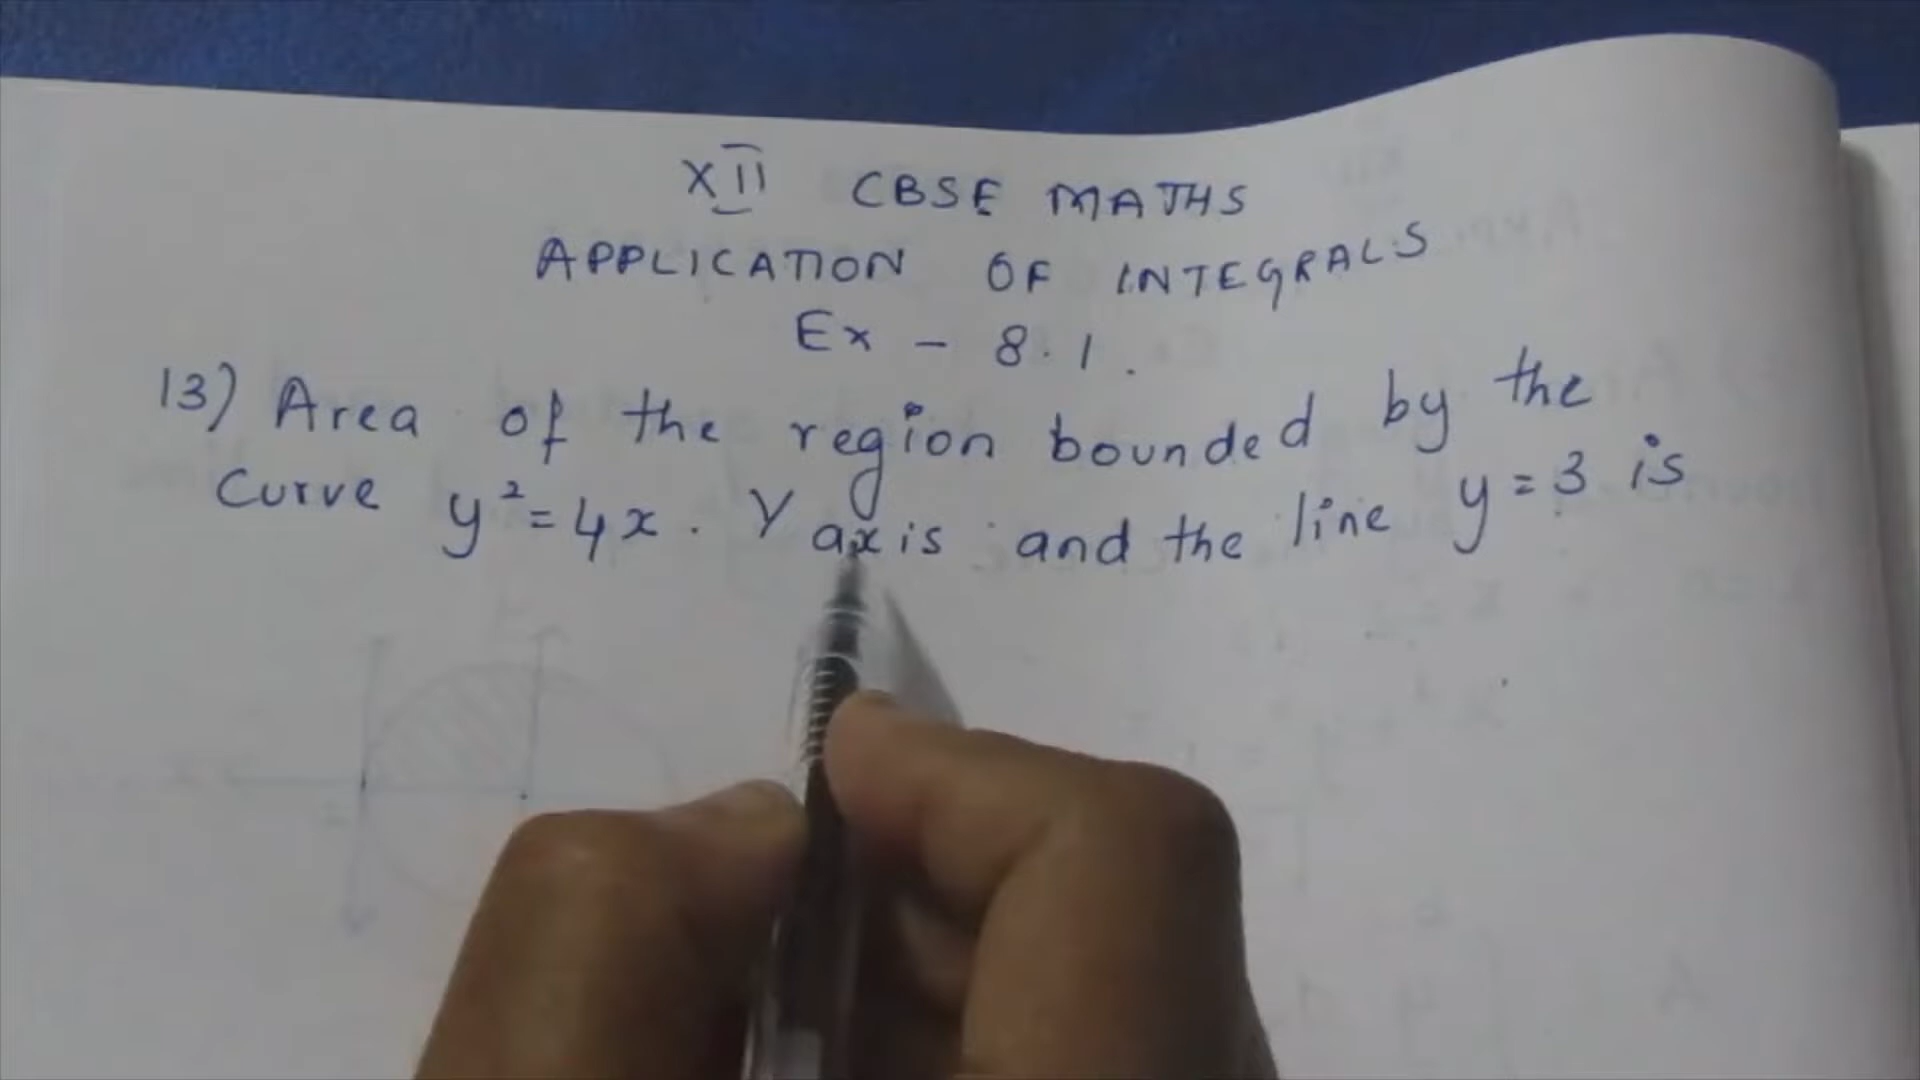 XII CBSE MATHS
APPLICATION OF INTEGRALS
Ex - 8.1.
13) Area of the region bounded by the
Curve y²=4x. Y axis and the line y=3 is